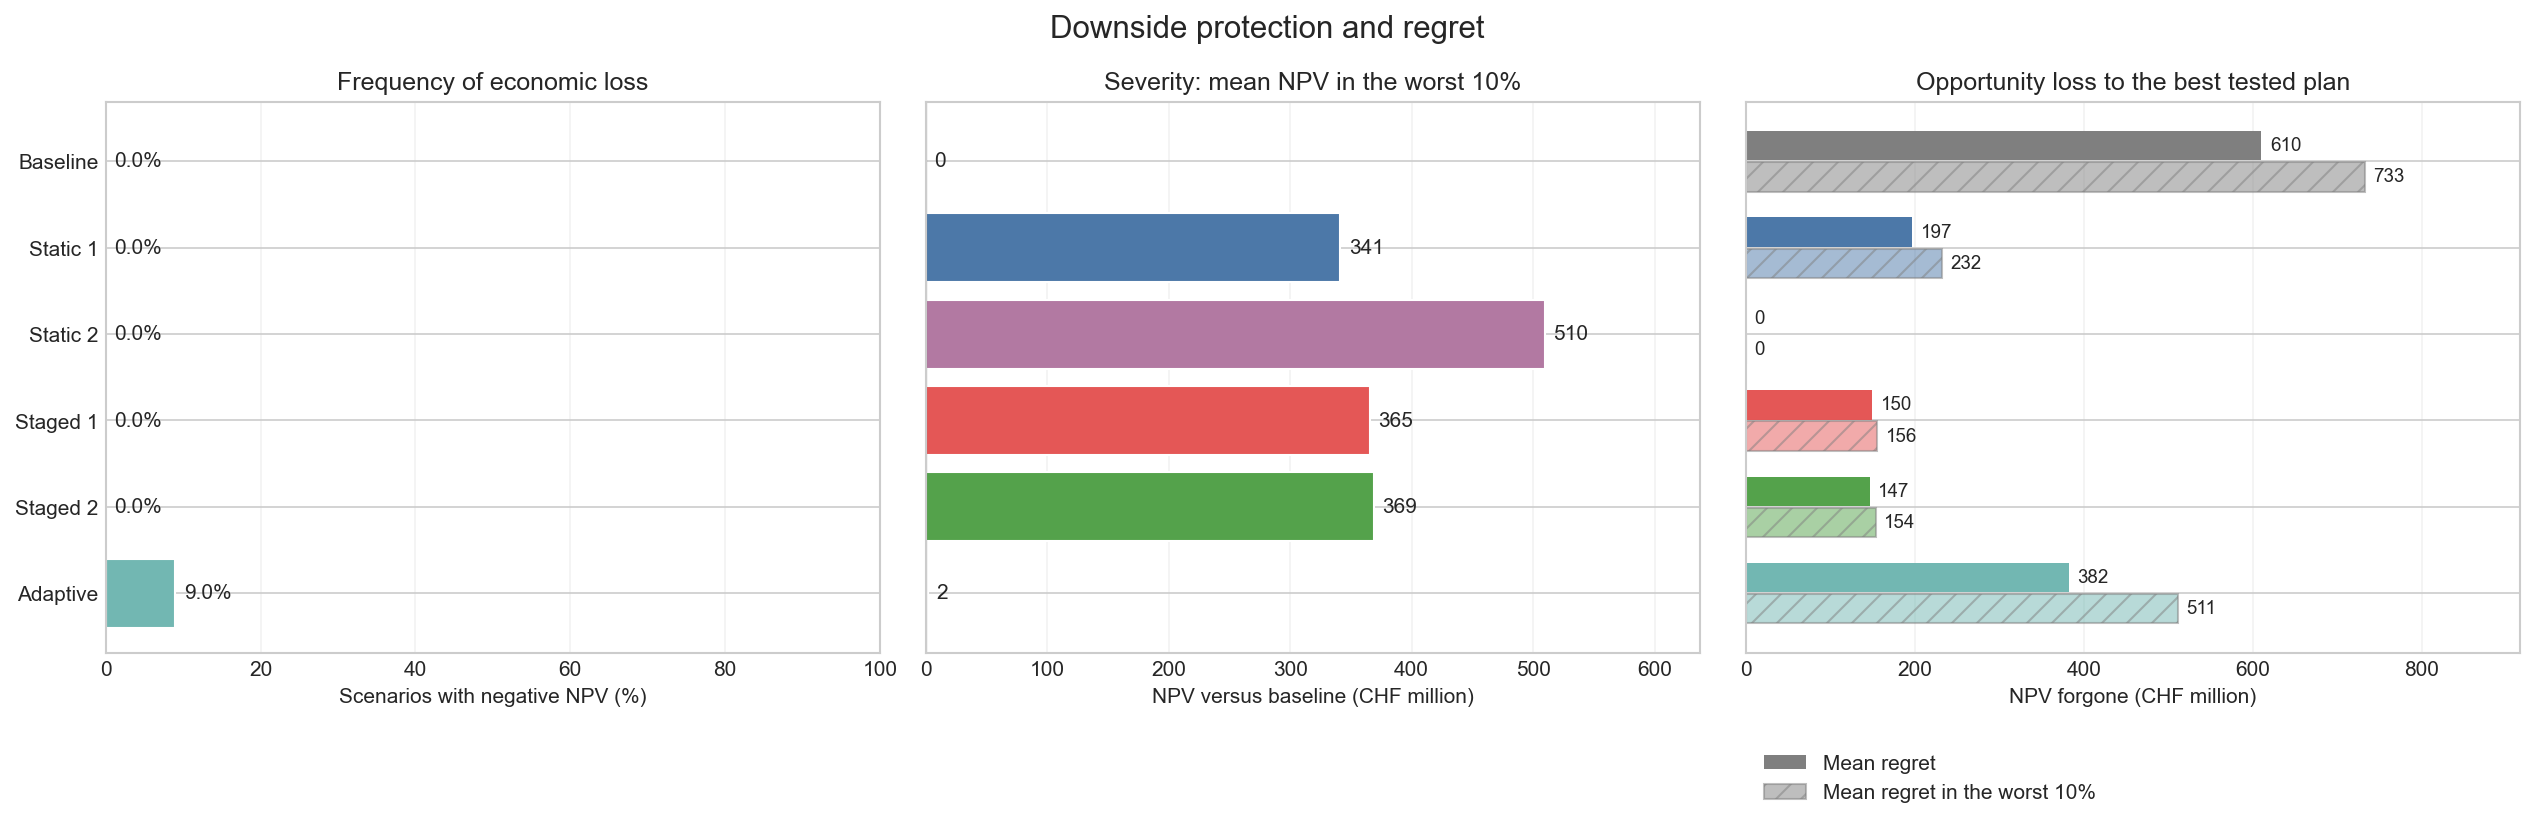 Downside protection and regret
Frequency of economic loss
Baseline 0.0%
Static 1 0.0%
Static 2 0.0%
Staged 1 0.0%
Staged 2 0.0%
Adaptive 9.0%
0 20 40 60 80 100
Scenarios with negative NPV (%)
Severity: mean NPV in the worst 10%
0
341
510
365
369
2
0 100 200 300 400 500 600
NPV versus baseline (CHF million)
Opportunity loss to the best tested plan
610
733
197
232
0
0
150
156
147
154
382
511
0 200 400 600 800
NPV forgone (CHF million)
Mean regret
Mean regret in the worst 10%